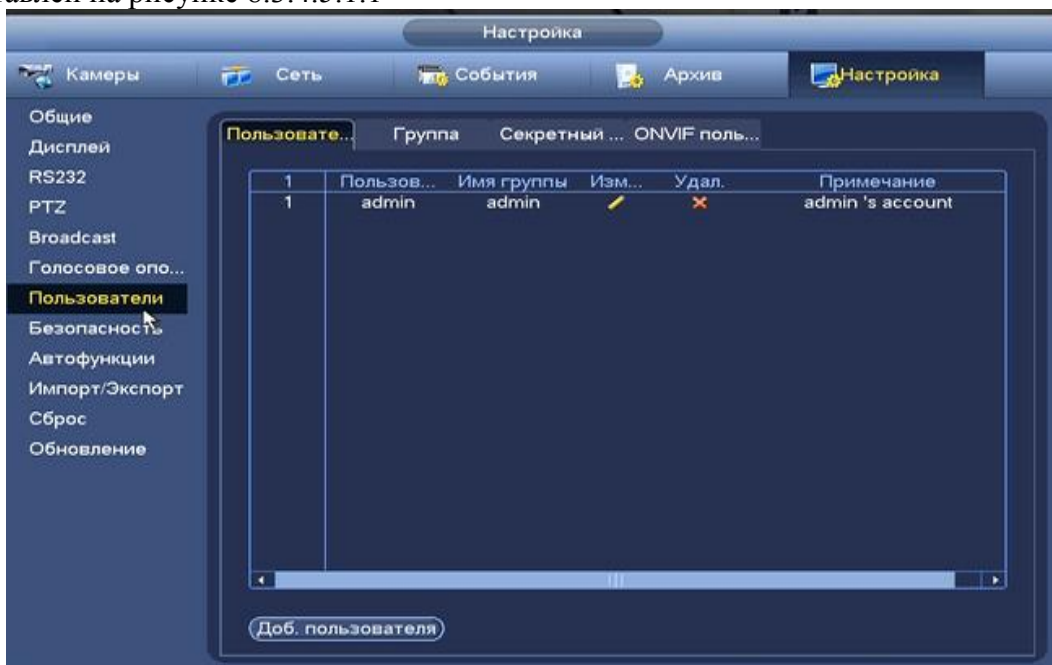 на рисунке
Настройка
Камеры Сеть События Архив Настройка
Общие
Дисплей
RS232
PTZ
Broadcast
Голосовое опо...
Пользователи
Безопасность
Автофункции
Импорт/Экспорт
Сброс
Обновление
Пользовате... Группа Секретный ... ONVIF поль...
1 Пользов... Имя группы Изм... Удал. Примечание
1 admin admin admin 's account
Доб. пользователя